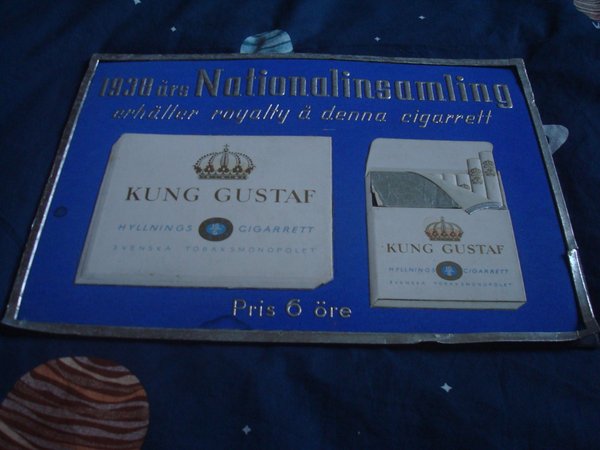 1938 års Nationalinsamling
erhåller royalty å denna cigarrett
KUNG GUSTAF
HYLLNINGS CIGARRETT
SVENSKA TOBAKSMONOPOLET
KUNG GUSTAF
HYLLNINGS CIGARRETT
SVENSKA TOBAKSMONOPOLET
Pris 6 öre